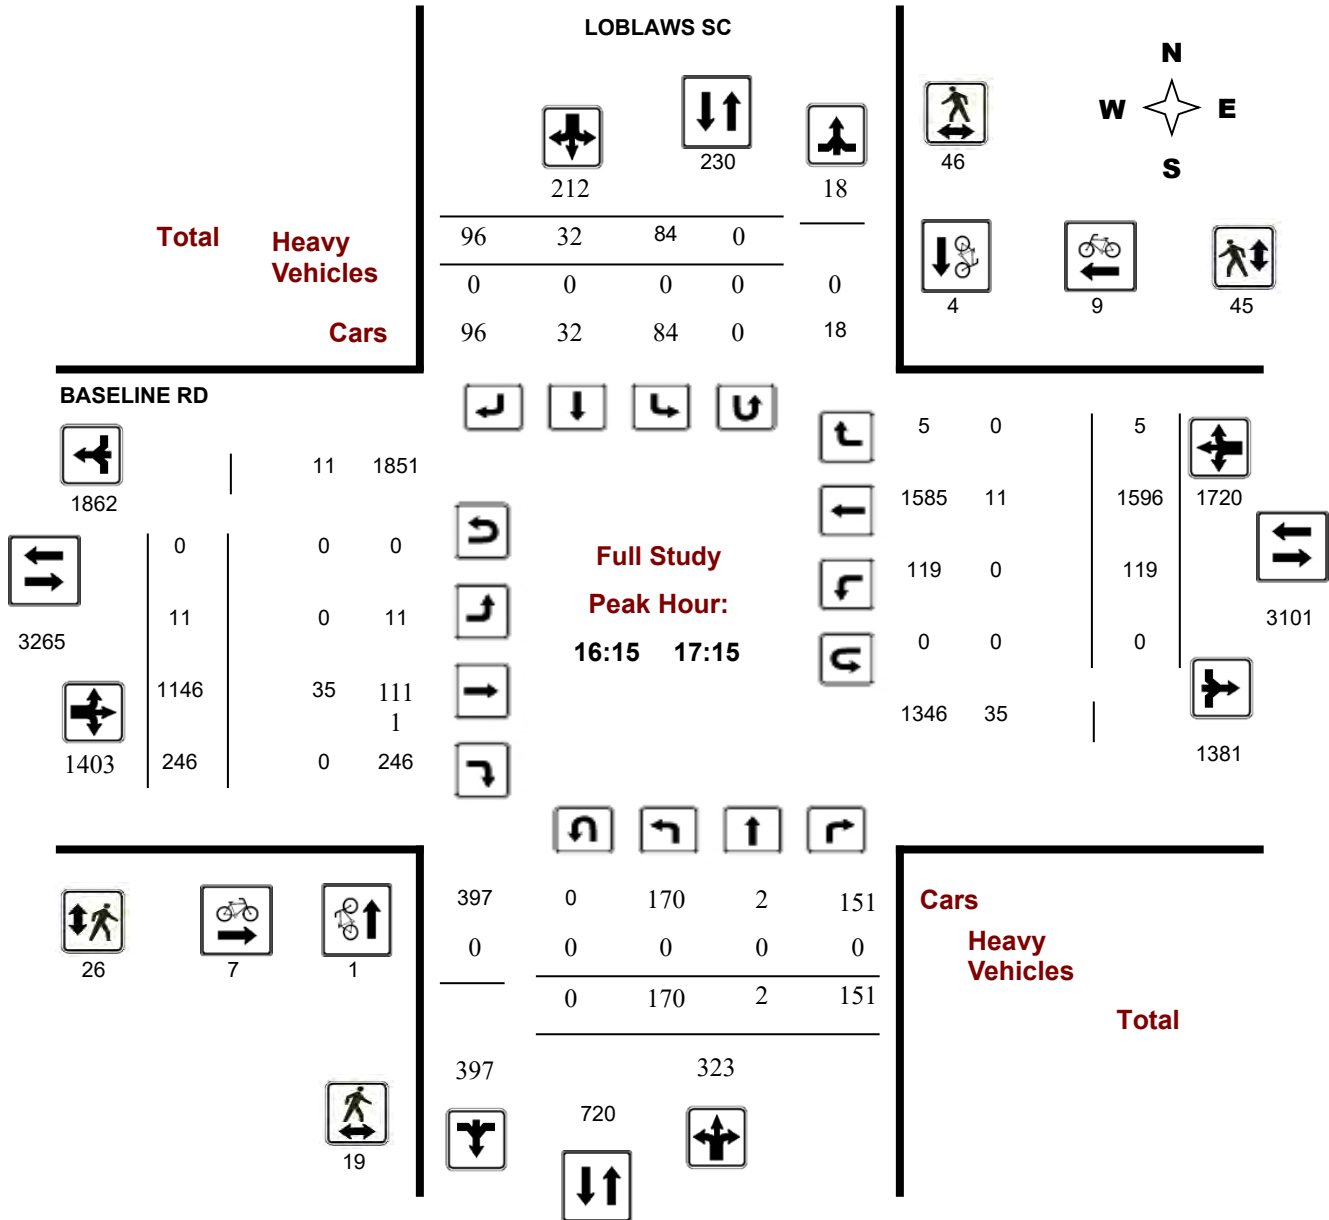 LOBLAWS SC
N
W E
S
230
46
212 18
Total Heavy
Vehicles
96 32 84 0
0 0 0 0 0
4 9 45
Cars 96 32 84 0 18
BASELINE RD
5 0 5
11 1851
1862
1585 11 1596 1720
0 0 0
Full Study
119 0 119
Peak Hour:
11 0 11
3265
3101
16:15 17:15
0 0 0
1146 35 111
1
1346 35
1403 246 0 246
1381
397 0 170 2 151 Cars
0 0 0 0 0 Heavy
Vehicles
26 7 1
0 170 2 151
Total
397 323
720
19